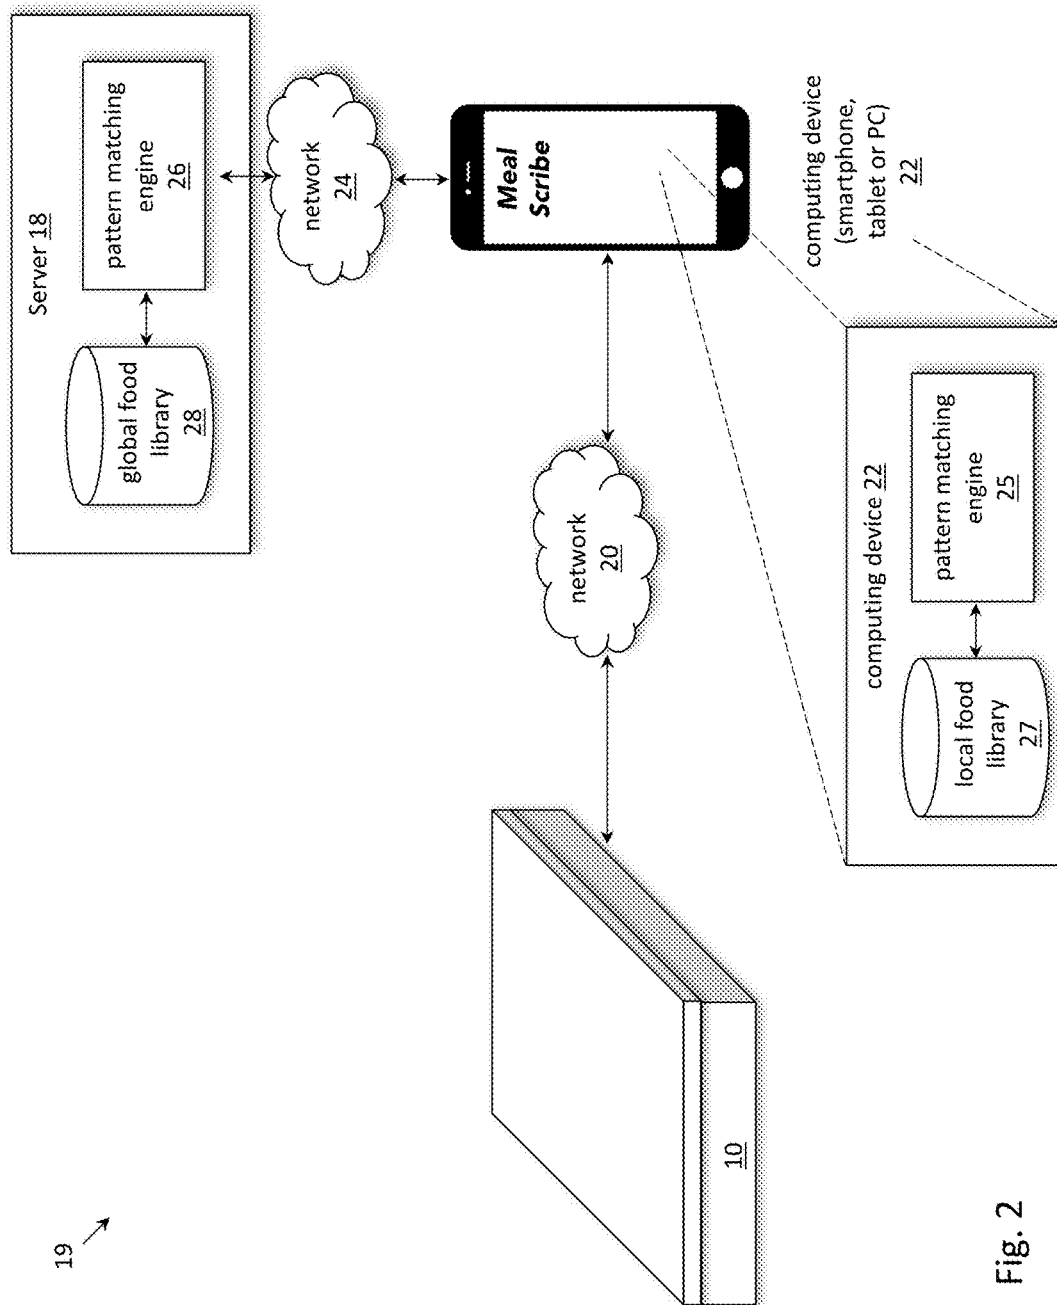 19
10
network
20
Meal
Scribe
network
24
Server 18
global food
library
28
pattern matching
engine
26
computing device
(smartphone,
tablet or PC)
22
computing device 22
local food
library
27
pattern matching
engine
25
Fig. 2